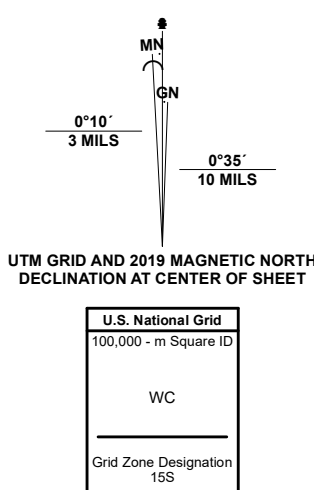 MN
GN
0°10´
3 MILS
0°35´
10 MILS
UTM GRID AND 2019 MAGNETIC NORTH
DECLINATION AT CENTER OF SHEET
U.S. National Grid
100,000 - m Square ID
WC
Grid Zone Designation
15S